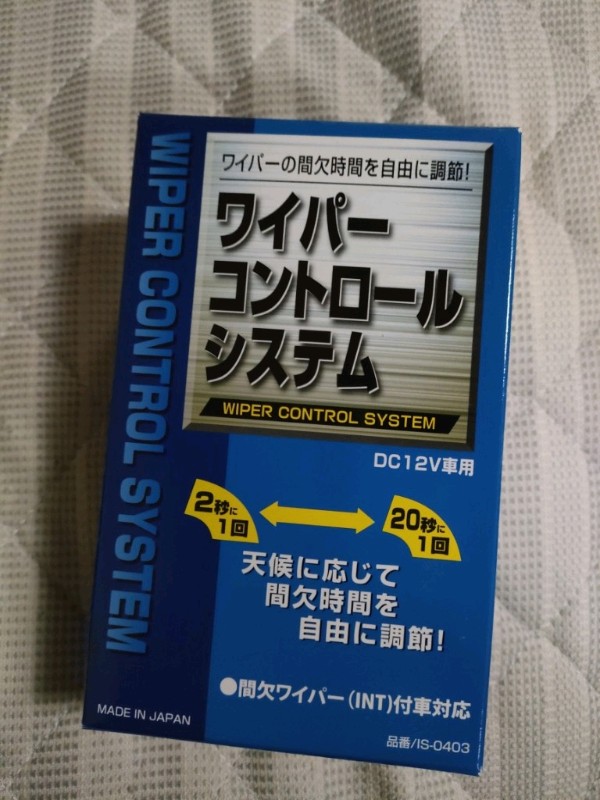 WIPER CONTROL SYSTEM
ワイパーの間欠時間を自由に調節!
ワイパー
コントロール
システム
WIPER CONTROL SYSTEM
DC12V車用
2秒に
1回
20秒に
1回
天候に応じて
間欠時間を
自由に調節!
●間欠ワイパー(INT)付車対応
MADE IN JAPAN
品番/IS-0403